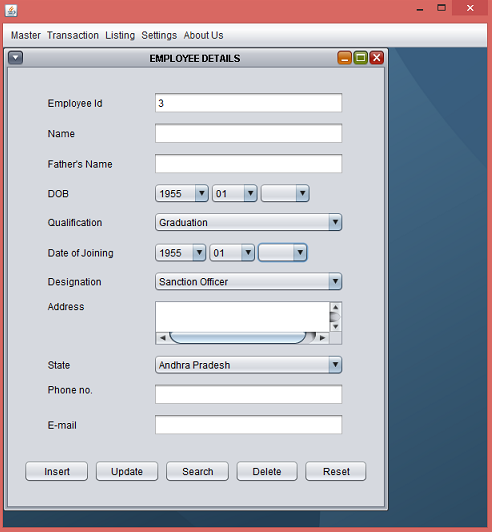 Master Transaction Listing Settings About Us
EMPLOYEE DETAILS
Employee Id 3
Name
Father's Name
DOB 1955 01
Qualification Graduation
Date of Joining 1955 01
Designation Sanction Officer
Address
State Andhra Pradesh
Phone no.
E-mail
Insert Update Search Delete Reset